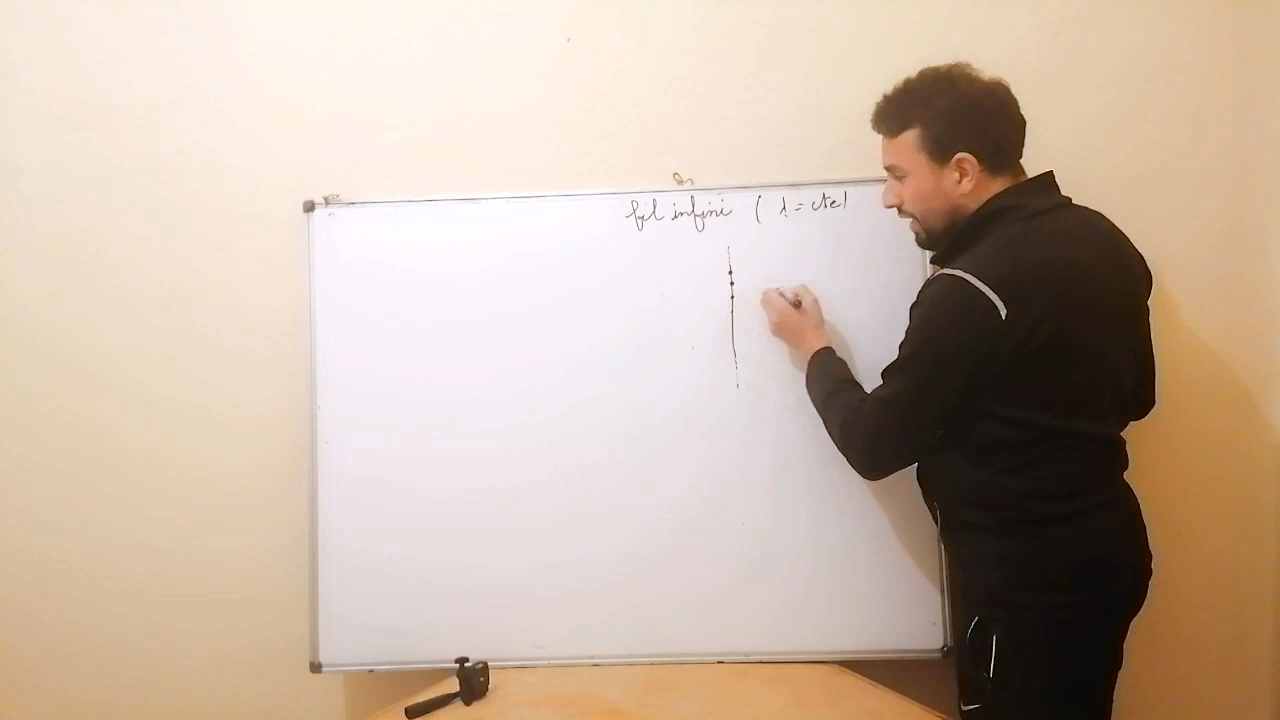 fil infini ( λ = cte)